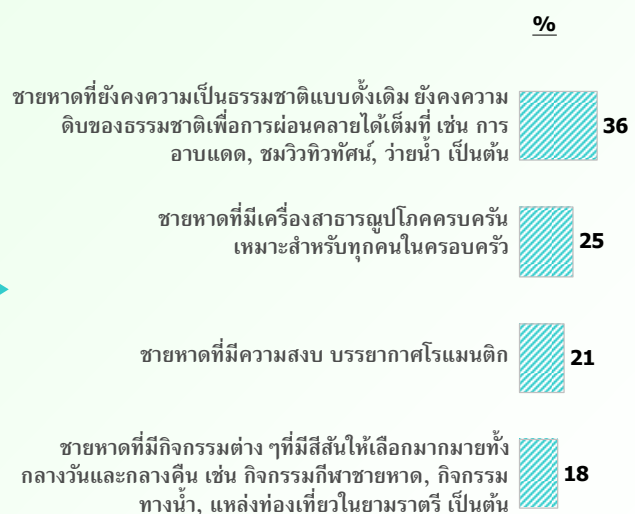 %
ชายหาดที่ยังคงความเป็นธรรมชาติแบบดั้งเดิม ยังคงความ
ดิบของธรรมชาติเพื่อการผ่อนคลายได้เต็มที่ เช่น การ
อาบแดด, ชมวิวทิวทัศน์, ว่ายน้ำ เป็นต้น
36
ชายหาดที่มีเครื่องสาธารณูปโภคครบครัน
เหมาะสำหรับทุกคนในครอบครัว
25
ชายหาดที่มีความสงบ บรรยากาศโรแมนติก
21
ชายหาดที่มีกิจกรรมต่าง ๆที่มีสีสันให้เลือกมากมายทั้ง
กลางวันและกลางคืน เช่น กิจกรรมกีฬาชายหาด, กิจกรรม
ทางน้ำ, แหล่งท่องเที่ยวในยามราตรี เป็นต้น
18